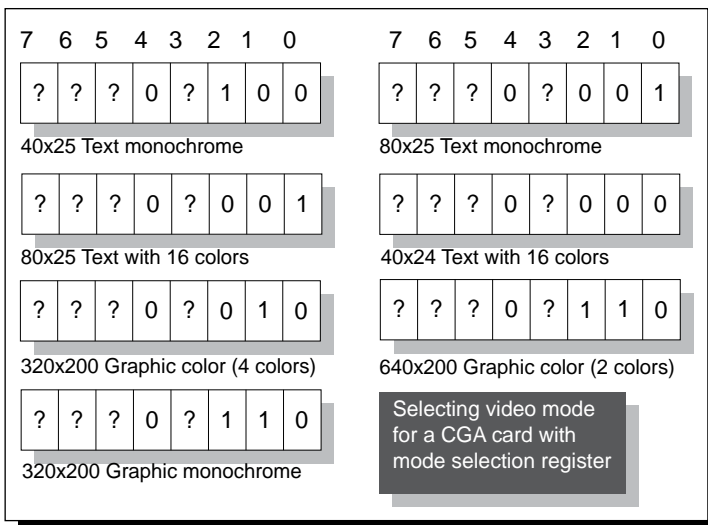 7 6 5 4 3 2 1 0
? ? ? 0 ? 1 0 0
40x25 Text monochrome
7 6 5 4 3 2 1 0
? ? ? 0 ? 0 0 1
80x25 Text monochrome
? ? ? 0 ? 0 0 1
80x25 Text with 16 colors
? ? ? 0 ? 0 0 0
40x24 Text with 16 colors
? ? ? 0 ? 0 1 0
320x200 Graphic color (4 colors)
? ? ? 0 ? 1 1 0
640x200 Graphic color (2 colors)
? ? ? 0 ? 1 1 0
320x200 Graphic monochrome
Selecting video mode
for a CGA card with
mode selection register